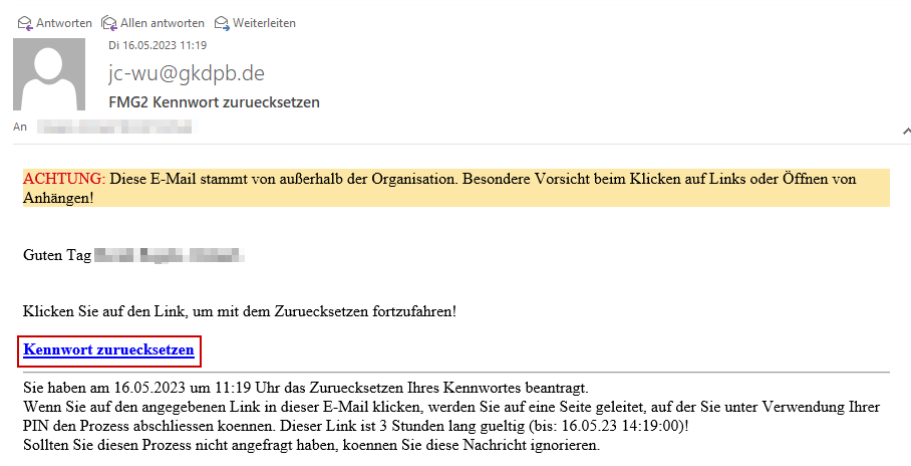 Antworten Allen antworten Weiterleiten
Di 16.05.2023 11:19
jc-wu@gkdpb.de
FMG2 Kennwort zuruecksetzen
An
ACHTUNG: Diese E-Mail stammt von außerhalb der Organisation. Besondere Vorsicht beim Klicken auf Links oder Öffnen von
Anhängen!
Guten Tag
Klicken Sie auf den Link, um mit dem Zuruecksetzen fortzufahren!
Kennwort zuruecksetzen
Sie haben am 16.05.2023 um 11:19 Uhr das Zuruecksetzen Ihres Kennwortes beantragt.
Wenn Sie auf den angegebenen Link in dieser E-Mail klicken, werden Sie auf eine Seite geleitet, auf der Sie unter Verwendung Ihrer
PIN den Prozess abschliessen koennen. Dieser Link ist 3 Stunden lang gueltig (bis: 16.05.23 14:19:00)!
Sollten Sie diesen Prozess nicht angefragt haben, koennen Sie diese Nachricht ignorieren.